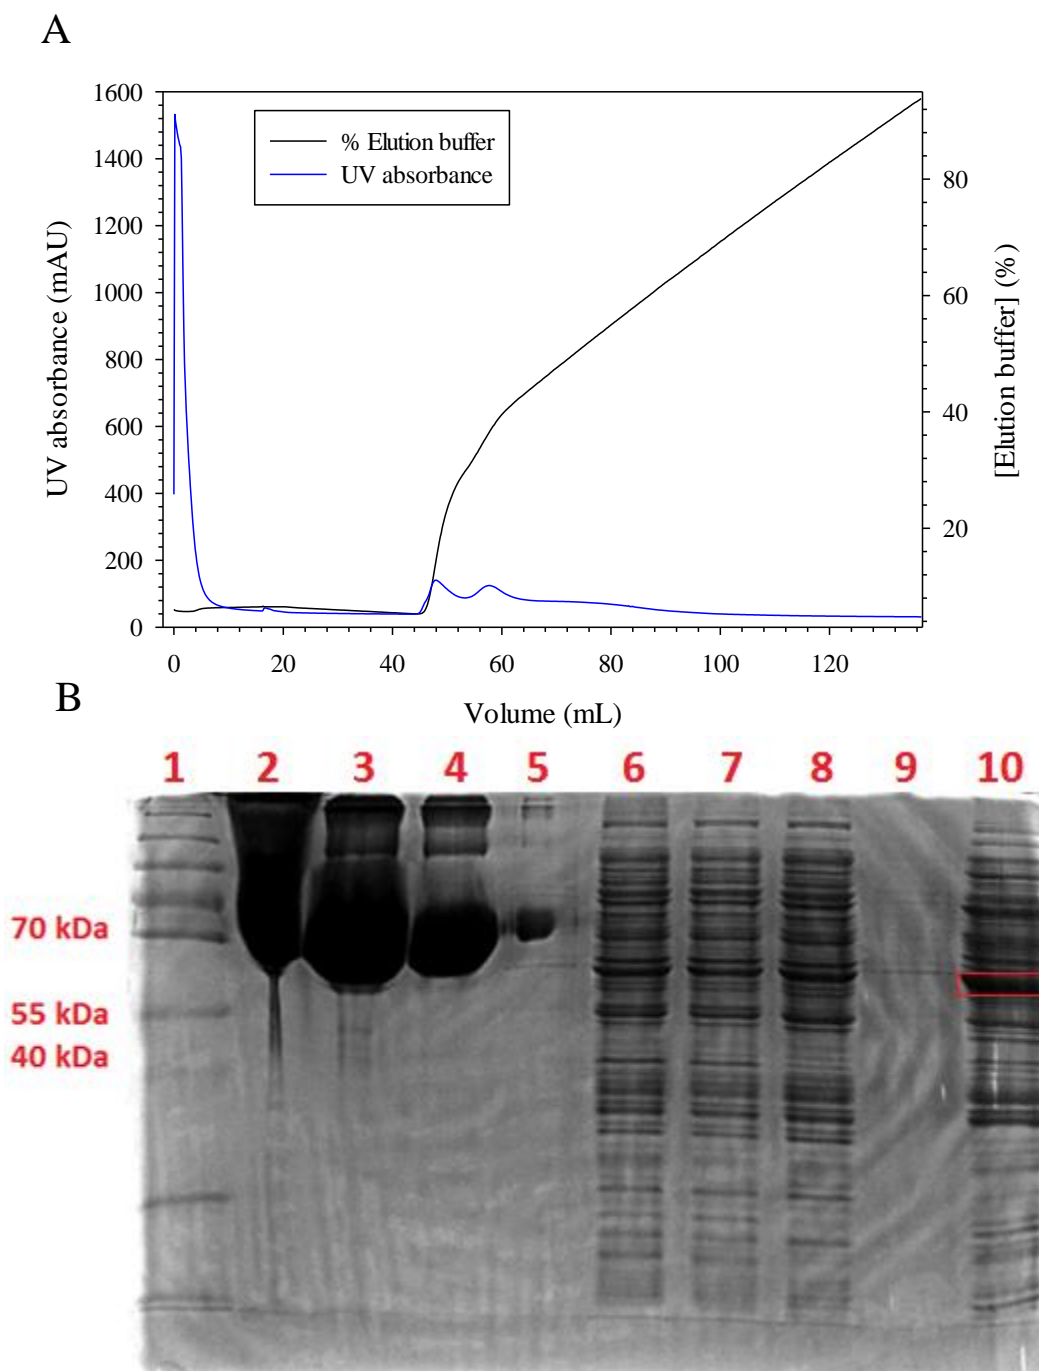 A
1600
1400
1200
1000
800
600
400
200
0
UV absorbance (mAU)
% Elution buffer
UV absorbance
80
60
40
20
[Elution buffer] (%)
0 20 40 60 80 100 120
Volume (mL)
B
1 2 3 4 5 6 7 8 9 10
70 kDa
55 kDa
40 kDa